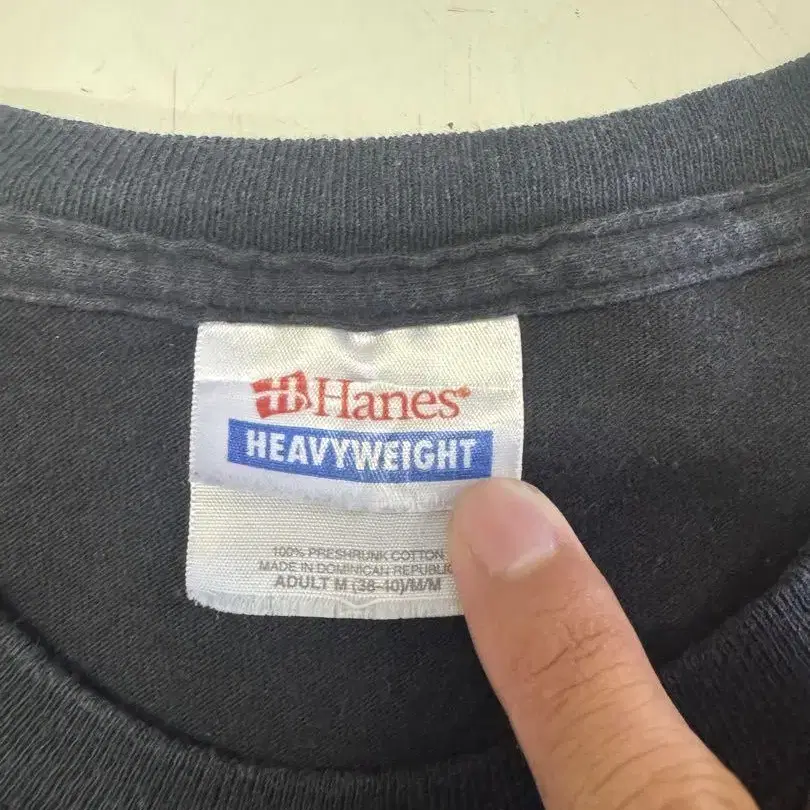 Hanes®
HEAVYWEIGHT
100% PRESHRUNK COTTON
MADE IN DOMINICAN REPUBLIC
ADULT M (38-40)/M/M